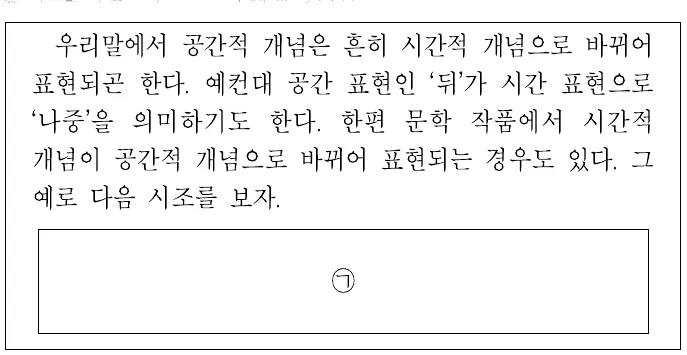 우리말에서 공간적 개념은 흔히 시간적 개념으로 바뀌어
표현되곤 한다. 예컨대 공간 표현인 ‘뒤’가 시간 표현으로
‘나중’을 의미하기도 한다. 한편 문학 작품에서 시간적
개념이 공간적 개념으로 바뀌어 표현되는 경우도 있다. 그
예로 다음 시조를 보자.
㉠